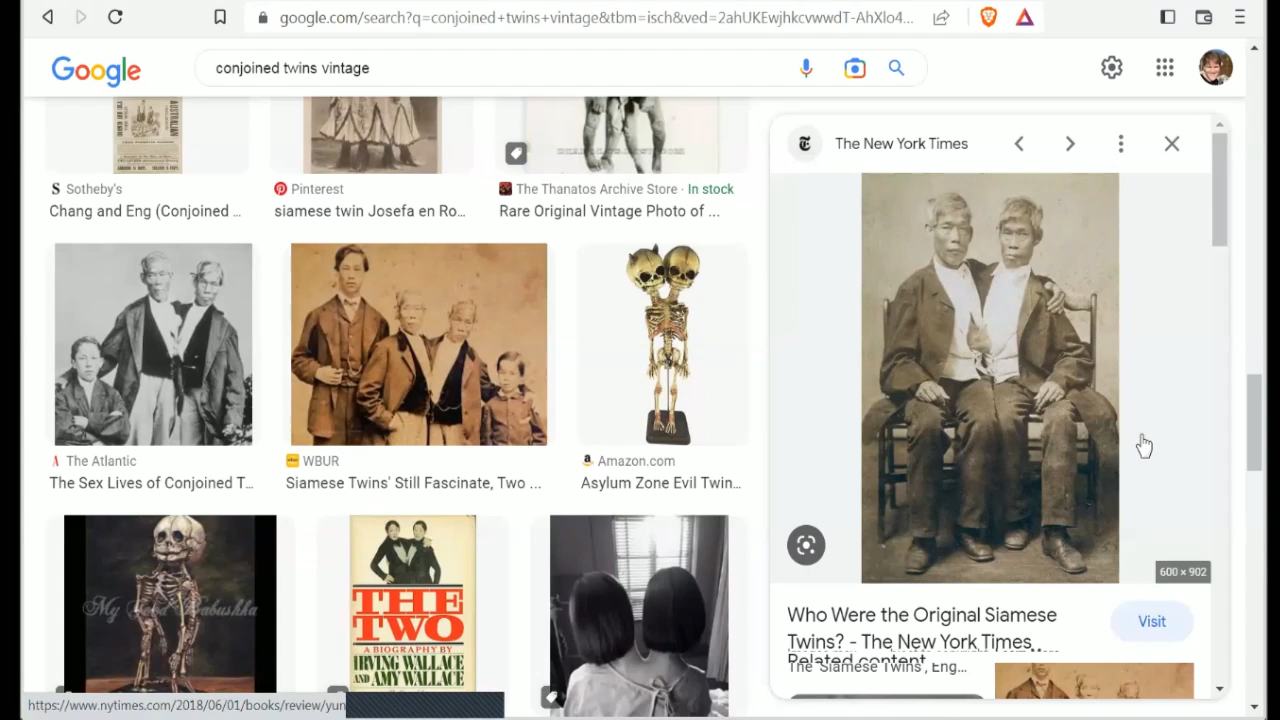 google.com/search?q=conjoined+twins+vintage&tbm=isch&ved=2ahUKEwjhkcvwwdT-AhXlo4...
Google
conjoined twins vintage
The New York Times
AUSTRALIAN
Sotheby's
Chang and Eng (Conjoined ...
Pinterest
siamese twin Josefa en Ro...
The Thanatos Archive Store · In stock
Rare Original Vintage Photo of ...
The Atlantic
The Sex Lives of Conjoined T...
WBUR
Siamese Twins' Still Fascinate, Two ...
Amazon.com
Asylum Zone Evil Twin...
600 × 902
THE
TWO
A BIOGRAPHY BY
IRVING WALLACE
AND AMY WALLACE
Who Were the Original Siamese
Twins? - The New York Times
Visit
Related content
The 'Siamese Twins', Eng...
https://www.nytimes.com/2018/06/01/books/review/yun